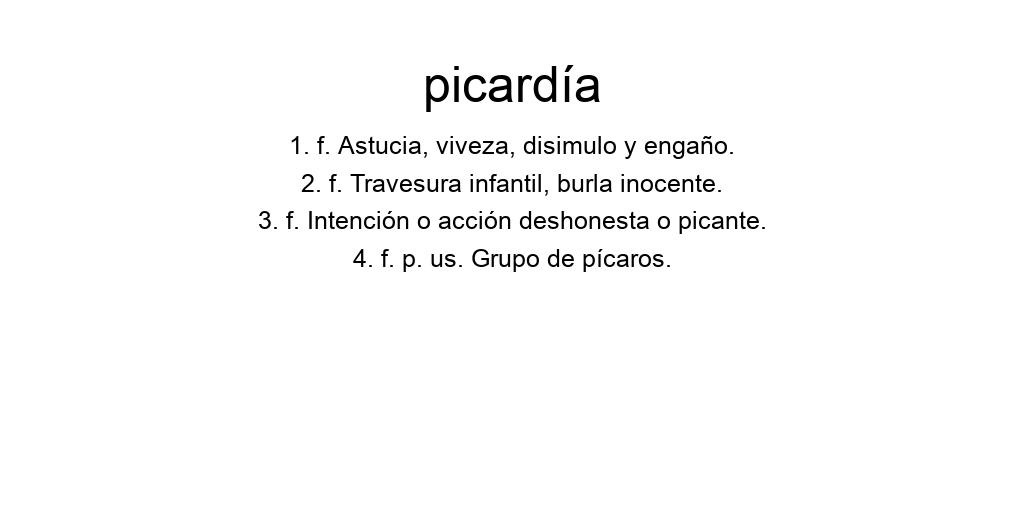 picardía
1. f. Astucia, viveza, disimulo y engaño.
2. f. Travesura infantil, burla inocente.
3. f. Intención o acción deshonesta o picante.
4. f. p. us. Grupo de pícaros.